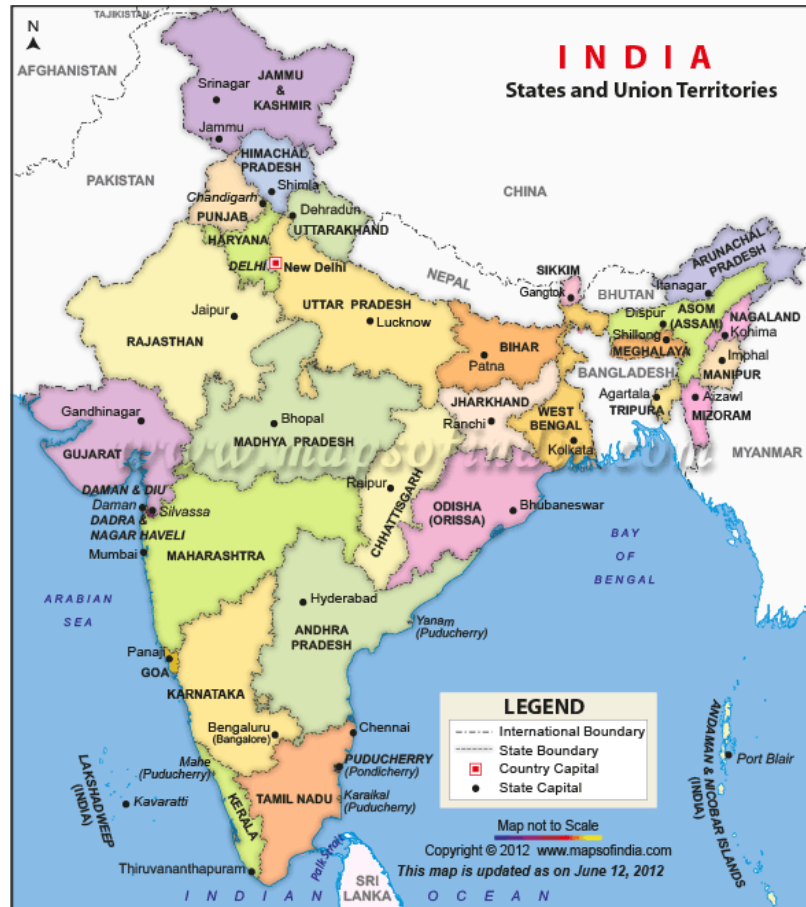 TAJIKISTAN
N
AFGHANISTAN
INDIA
States and Union Territories
JAMMU
&
KASHMIR
Srinagar
Jammu
PAKISTAN
HIMACHAL
PRADESH
Shimla
CHINA
Chandigarh
PUNJAB
Dehradun
UTTARAKHAND
HARYANA
DELHI
New Delhi
NEPAL
SIKKIM
Gangtok
BHUTAN
ARUNACHAL
PRADESH
Itanagar
Jaipur
RAJASTHAN
UTTAR PRADESH
Lucknow
BIHAR
Patna
Dispur
ASOM
(ASSAM)
NAGALAND
Kohima
Shillong
MEGHALAYA
Imphal
MANIPUR
BANGLADESH
Gandhinagar
GUJARAT
Bhopal
MADHYA PRADESH
JHARKHAND
Ranchi
WEST
BENGAL
Kolkata
Agartala
TRIPURA
Aizawl
MIZORAM
MYANMAR
www.mapsofindia.com
DAMAN & DIU
Daman
Silvassa
DADRA &
NAGAR HAVELI
Mumbai
MAHARASHTRA
Raipur
CHHATTISGARH
ODISHA
(ORISSA)
Bhubaneswar
BAY
OF
BENGAL
ARABIAN
SEA
Hyderabad
ANDHRA
PRADESH
Yanam
(Puducherry)
Panaji
GOA
KARNATAKA
Bengaluru
(Bangalore)
Chennai
Mahe
(Puducherry)
PUDUCHERRY
(Pondicherry)
TAMIL NADU
Karaikal
(Puducherry)
KERALA
LAKSHADWEEP
(INDIA)
Kavaratti
Thiruvananthapuram
Palk Strait
SRI
LANKA
INDIAN OCEAN
LEGEND
International Boundary
State Boundary
Country Capital
State Capital
ANDAMAN & NICOBAR ISLANDS
(INDIA)
Port Blair
Map not to Scale
Copyright © 2012 www.mapsofindia.com
This map is updated as on June 12, 2012